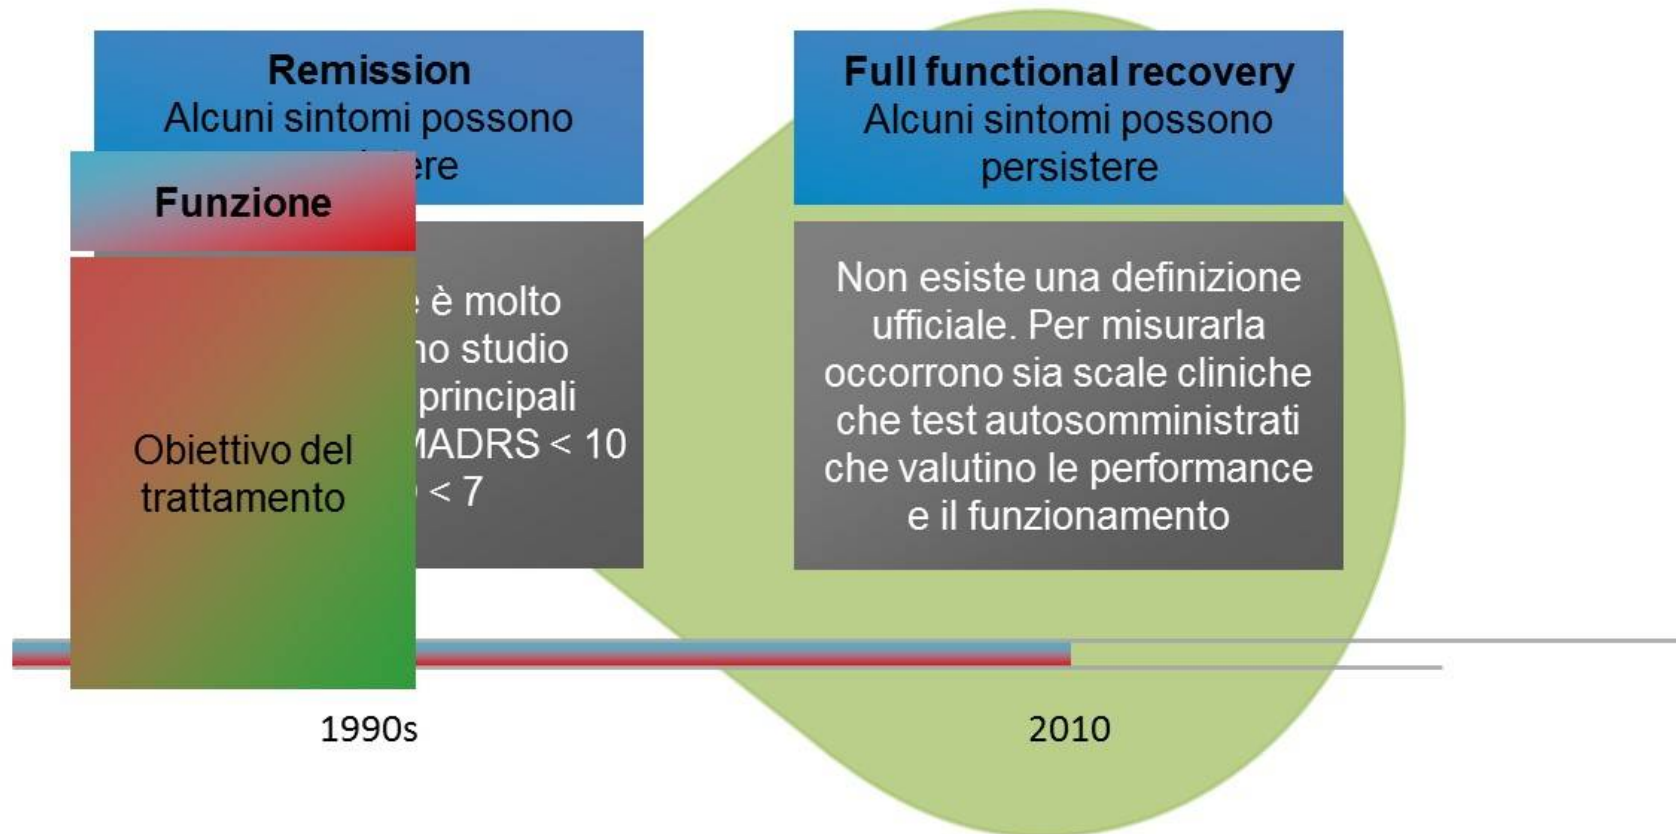 Remission
Alcuni sintomi possono
Funzione
Obiettivo del
trattamento
è molto
studio
principali
MADRS < 10
< 7
Full functional recovery
Alcuni sintomi possono
persistere
Non esiste una definizione
ufficiale. Per misurarla
occorrono sia scale cliniche
che test autosomministrati
che valutino le performance
e il funzionamento
1990s
2010